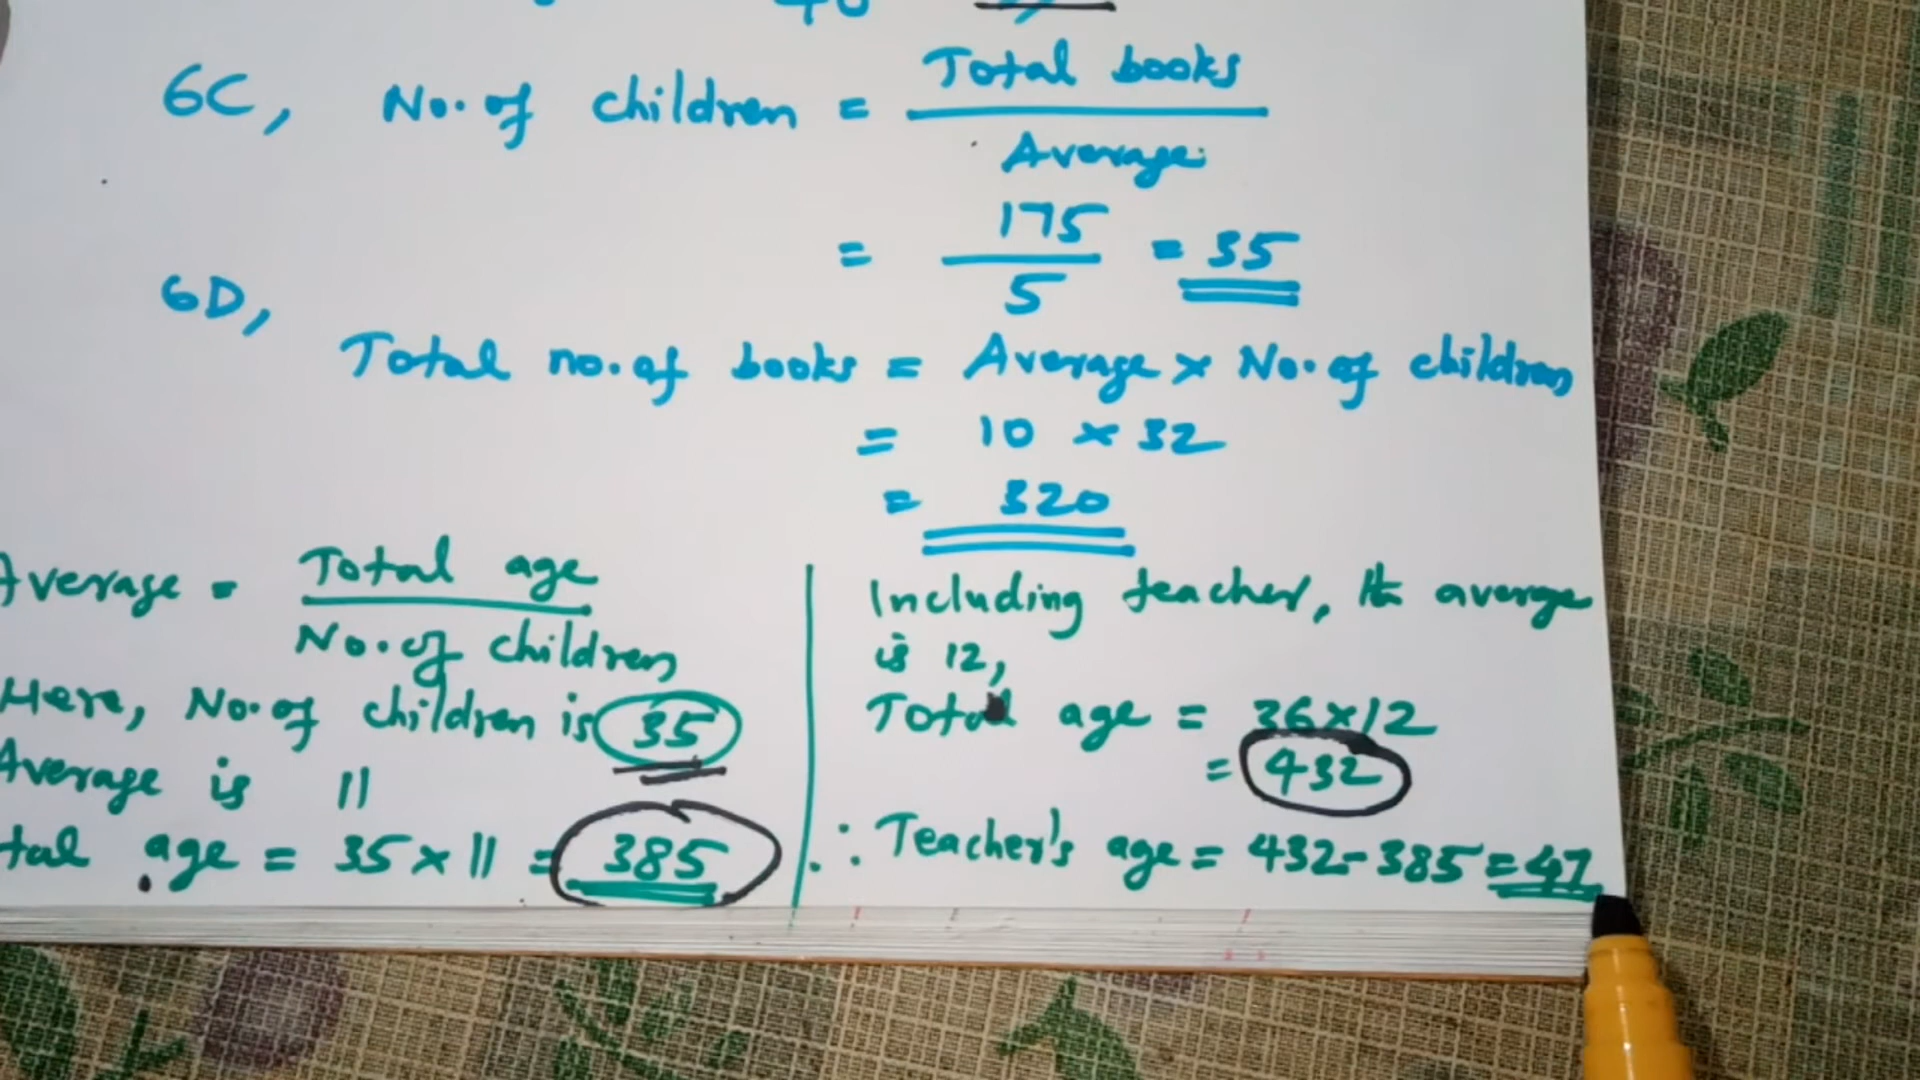 40
6C, No. of children = Total books
Average
= 175 = 35
5
6D,
Total no. of books = Average × No. of children
= 10 × 32
= 320
Average = Total age
No. of children
Here, No. of children is 35
Average is 11
tal age = 35 × 11 = 385
Including teacher, the average
is 12,
Total age = 36×12
= 432
∴ Teacher's age = 432-385 = 47